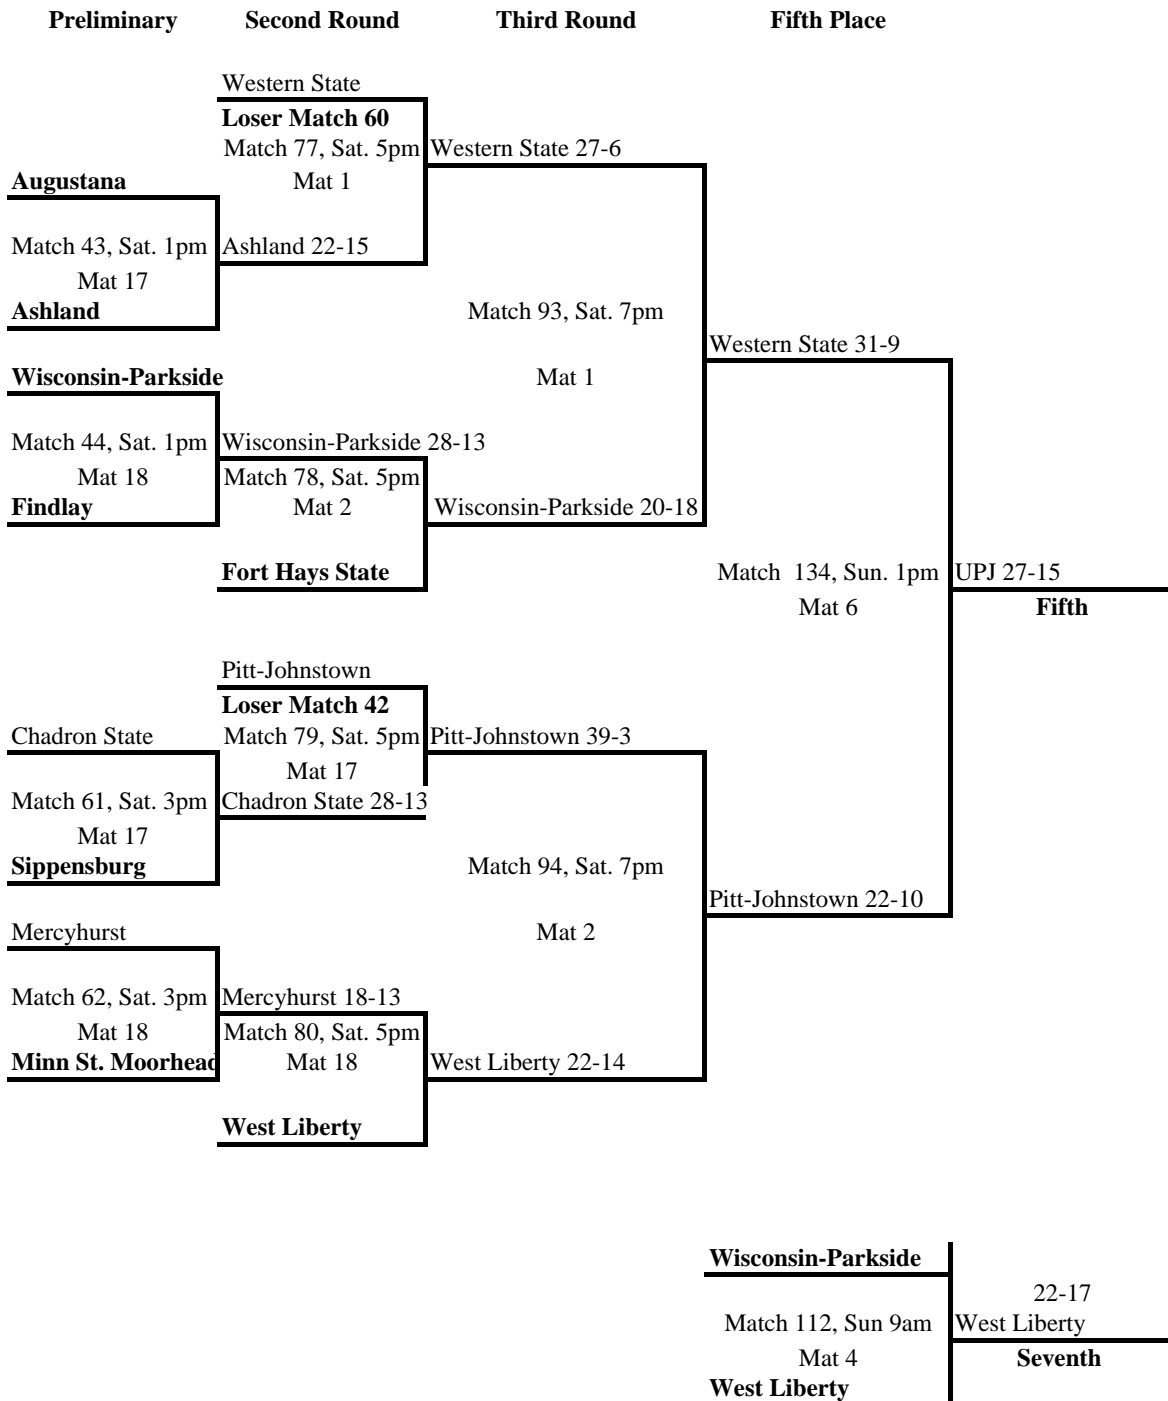 Preliminary Second Round Third Round Fifth Place
Western State
Loser Match 60
Match 77, Sat. 5pm Western State 27-6
Augustana Mat 1
Match 43, Sat. 1pm Ashland 22-15
Mat 17
Ashland Match 93, Sat. 7pm
Western State 31-9
Wisconsin-Parkside Mat 1
Match 44, Sat. 1pm Wisconsin-Parkside 28-13
Mat 18 Match 78, Sat. 5pm
Findlay Mat 2 Wisconsin-Parkside 20-18
Fort Hays State Match 134, Sun. 1pm UPJ 27-15
Mat 6 Fifth
Pitt-Johnstown
Loser Match 42
Chadron State Match 79, Sat. 5pm Pitt-Johnstown 39-3
Mat 17
Match 61, Sat. 3pm Chadron State 28-13
Mat 17
Sippensburg Match 94, Sat. 7pm
Pitt-Johnstown 22-10
Mercyhurst Mat 2
Match 62, Sat. 3pm Mercyhurst 18-13
Mat 18 Match 80, Sat. 5pm
Minn St. Moorhead Mat 18 West Liberty 22-14
West Liberty
Wisconsin-Parkside
22-17
Match 112, Sun 9am West Liberty
Mat 4 Seventh
West Liberty